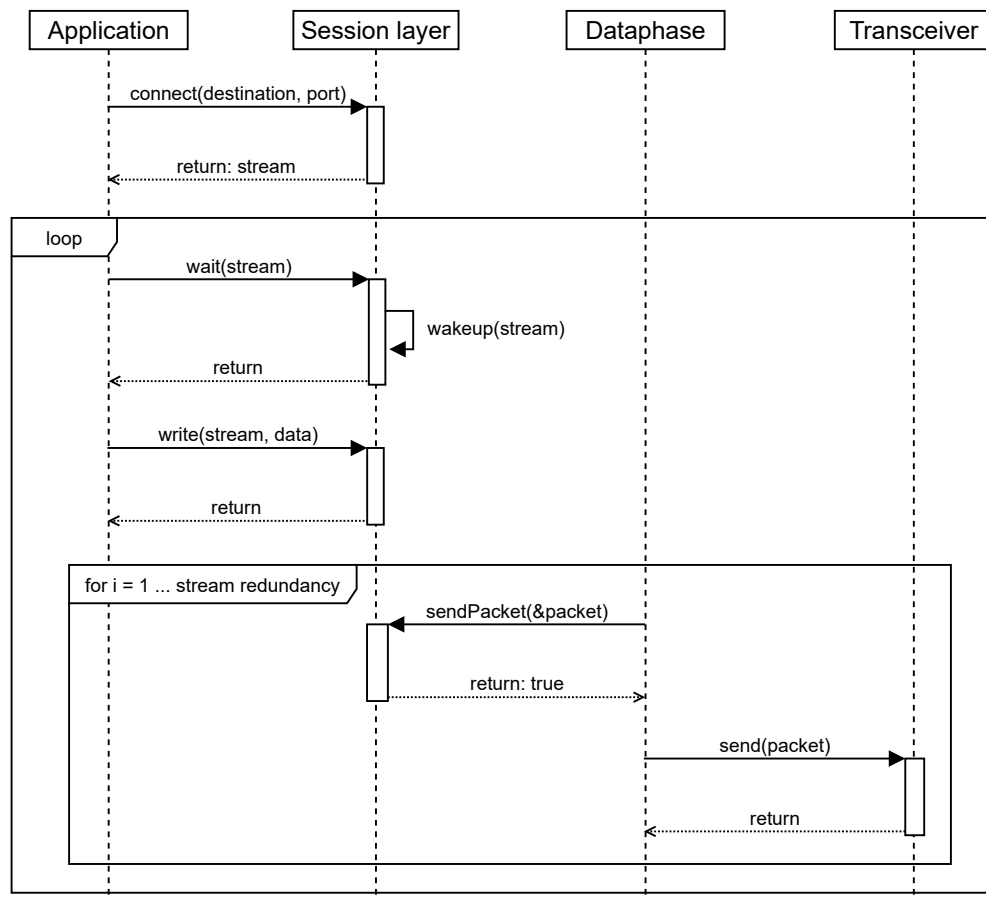 Application
Session layer
Dataphase
Transceiver
connect(destination, port)
return: stream
loop
wait(stream)
wakeup(stream)
return
write(stream, data)
return
for i = 1 ... stream redundancy
sendPacket(&packet)
return: true
send(packet)
return